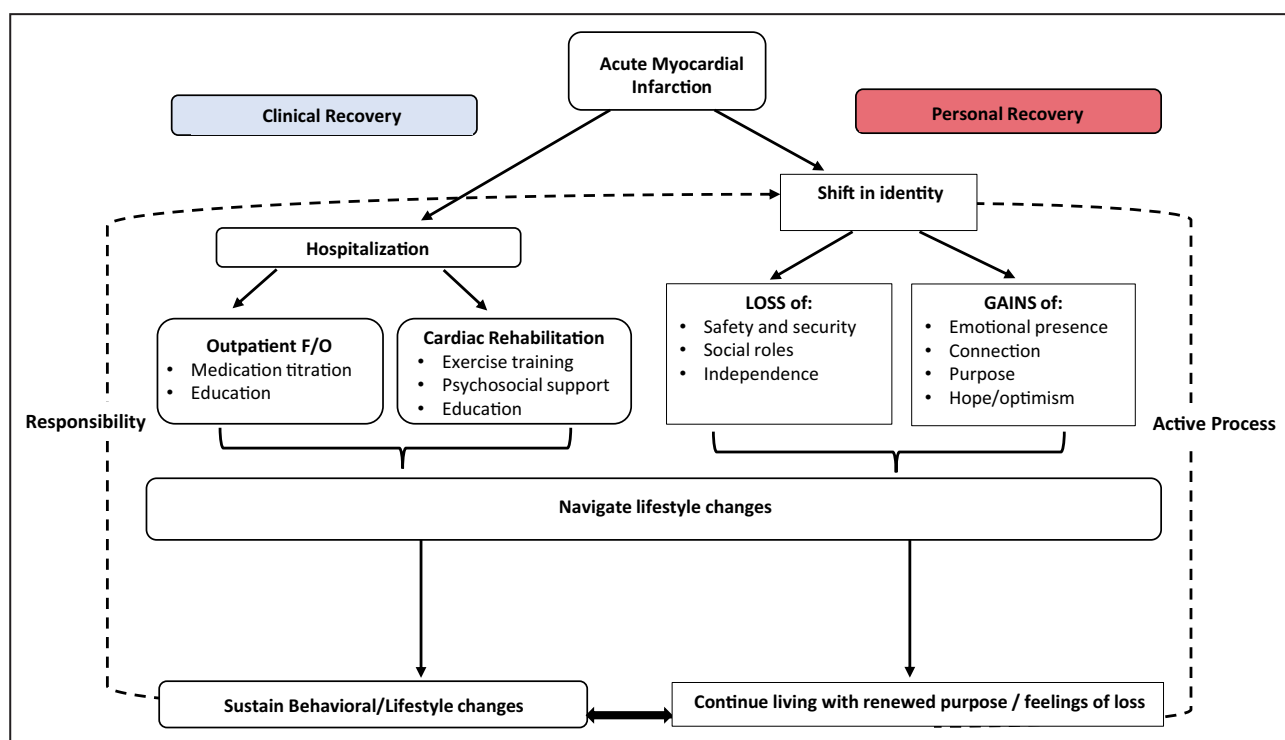 Acute Myocardial
Infarction
Clinical Recovery
Personal Recovery
Shift in identity
Hospitalization
Outpatient F/O
• Medication titration
• Education
Cardiac Rehabilitation
• Exercise training
• Psychosocial support
• Education
LOSS of:
• Safety and security
• Social roles
• Independence
GAINS of:
• Emotional presence
• Connection
• Purpose
• Hope/optimism
Responsibility
Active Process
Navigate lifestyle changes
Sustain Behavioral/Lifestyle changes
Continue living with renewed purpose / feelings of loss